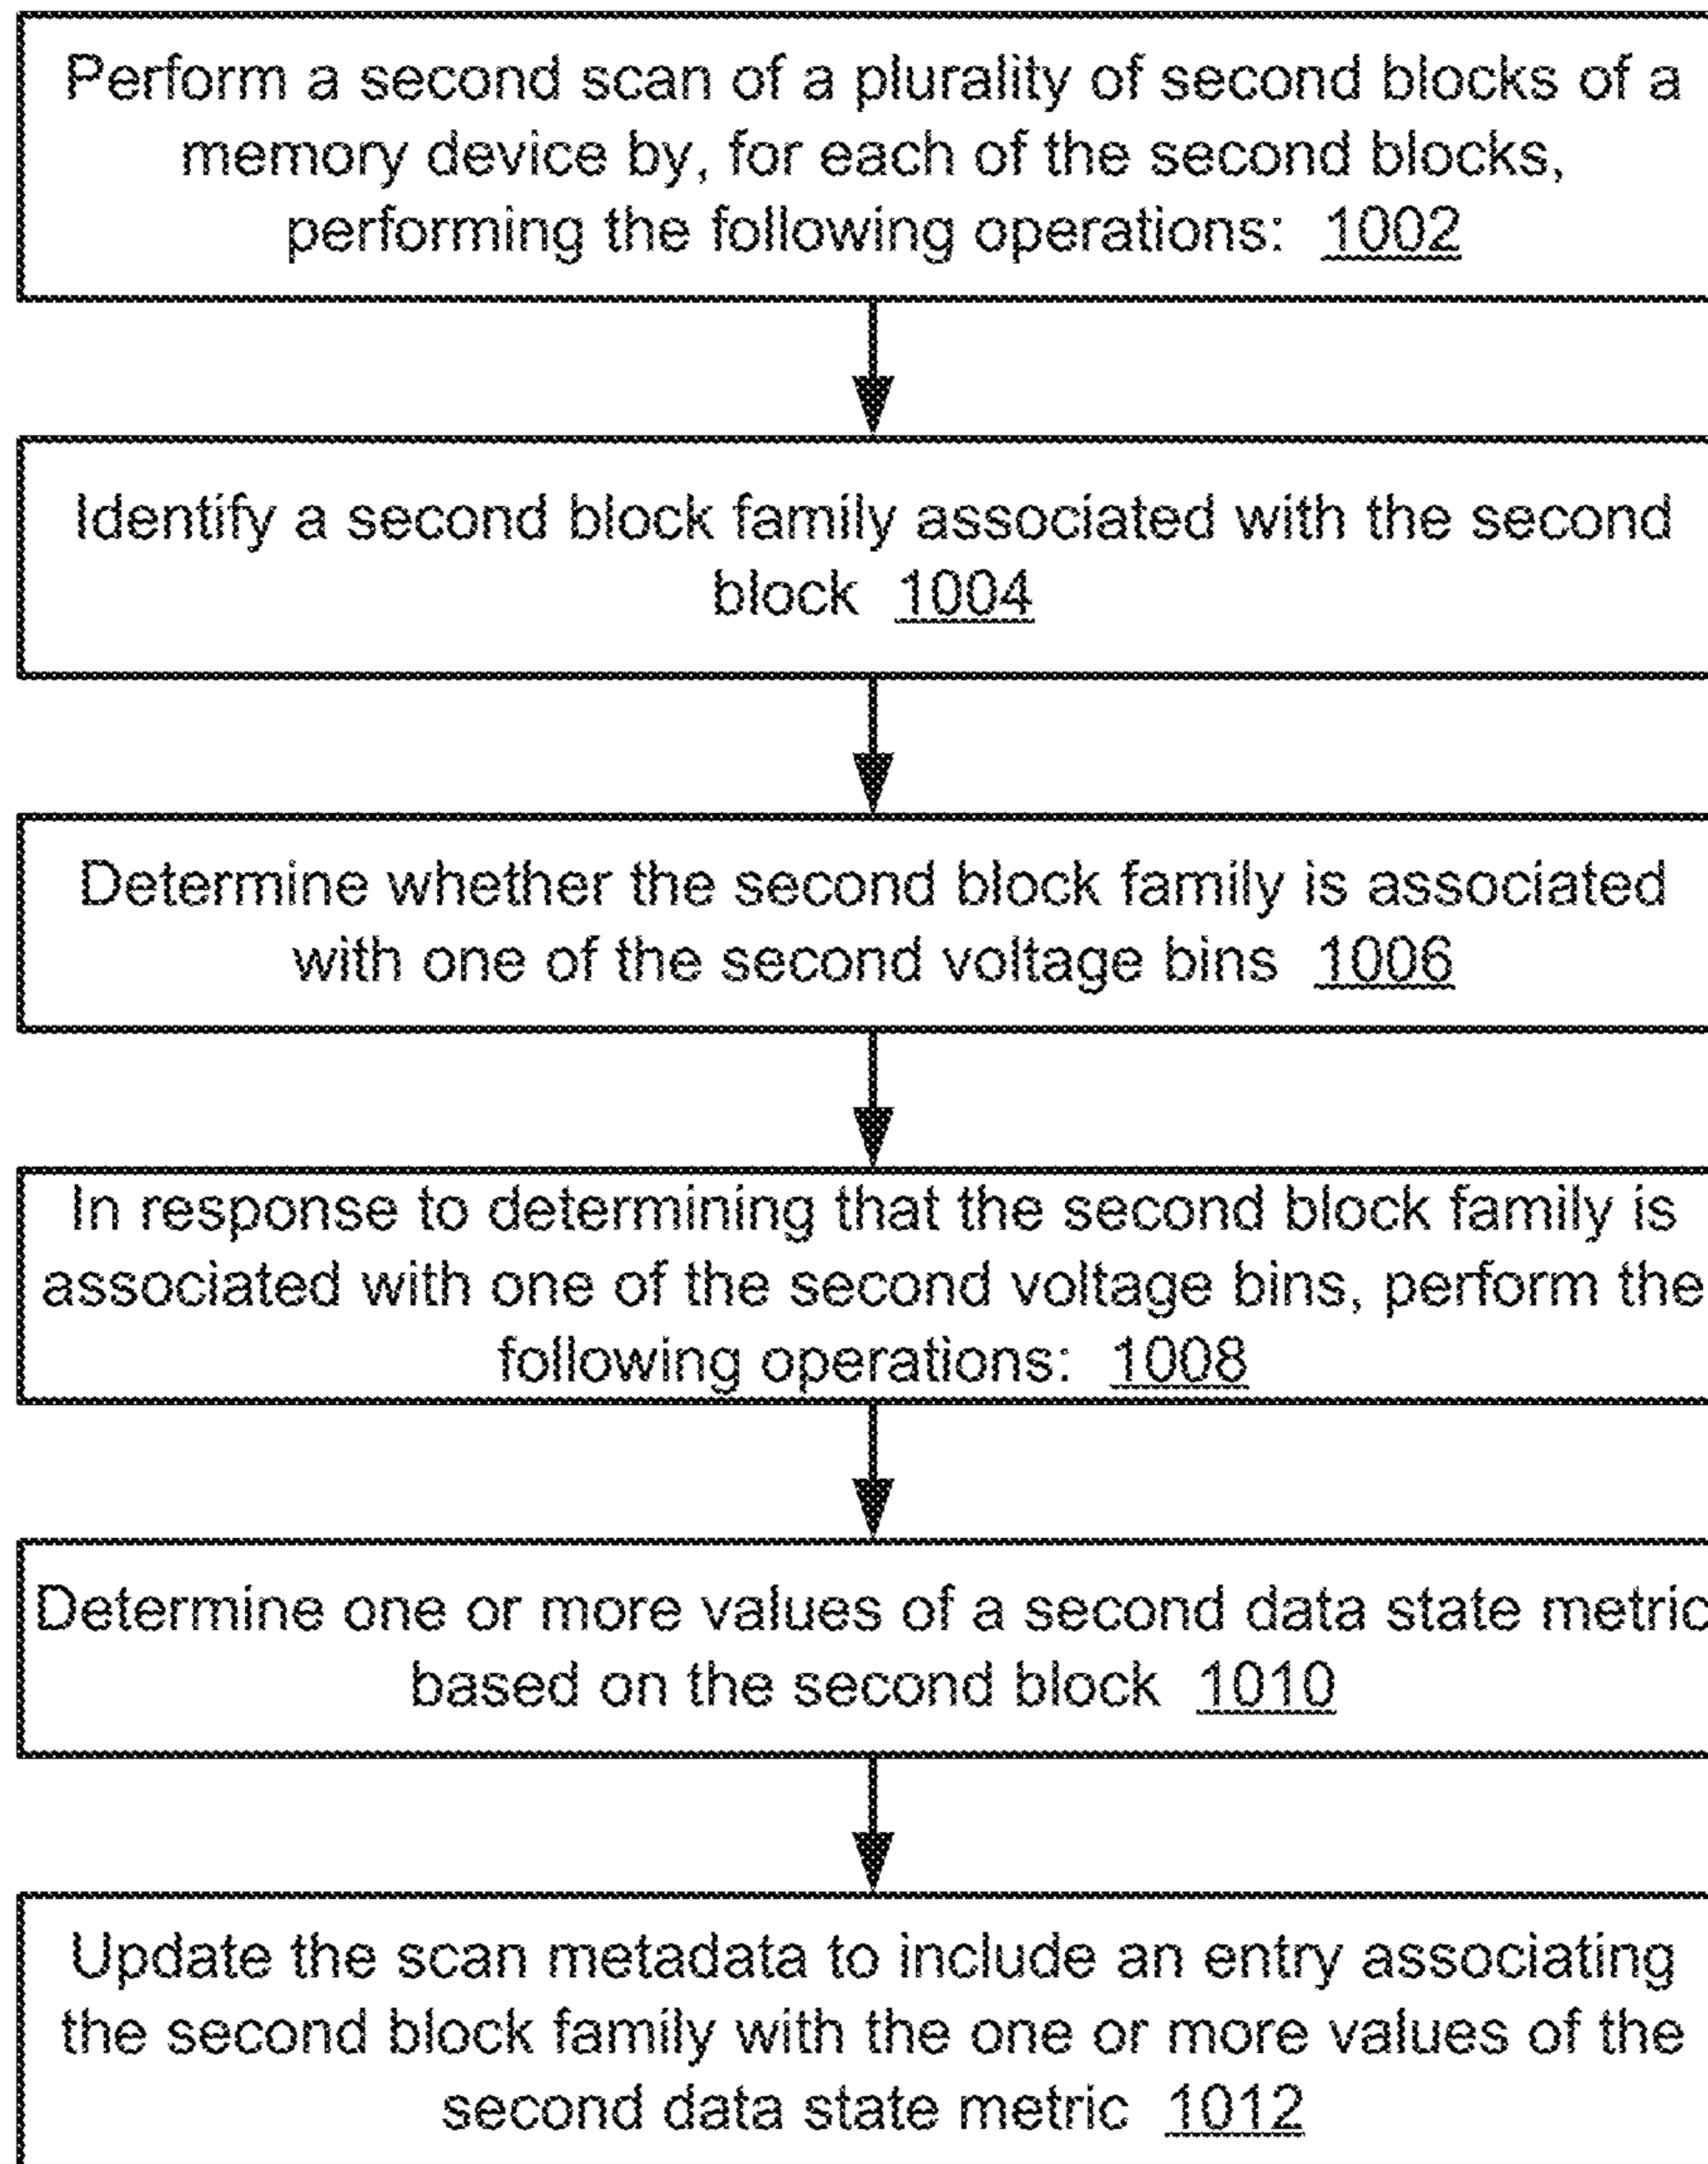 Perform a second scan of a plurality of second blocks of a
memory device by, for each of the second blocks,
performing the following operations: 1002
Identify a second block family associated with the second
block 1004
Determine whether the second block family is associated
with one of the second voltage bins 1006
In response to determining that the second block family is
associated with one of the second voltage bins, perform the
following operations: 1008
Determine one or more values of a second data state metric
based on the second block 1010
Update the scan metadata to include an entry associating
the second block family with the one or more values of the
second data state metric 1012